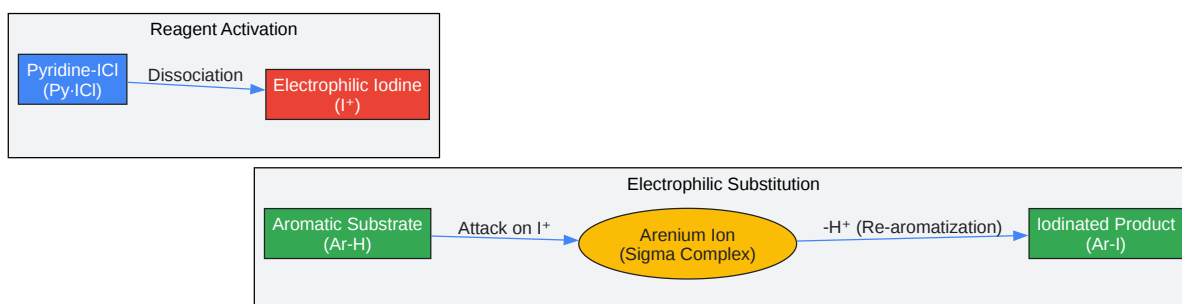 Reagent Activation
Pyridine-ICl
(Py·ICl)
Dissociation
Electrophilic Iodine
(I⁺)
Electrophilic Substitution
Aromatic Substrate
(Ar-H)
Attack on I⁺
Arenium Ion
(Sigma Complex)
-H⁺ (Re-aromatization)
Iodinated Product
(Ar-I)